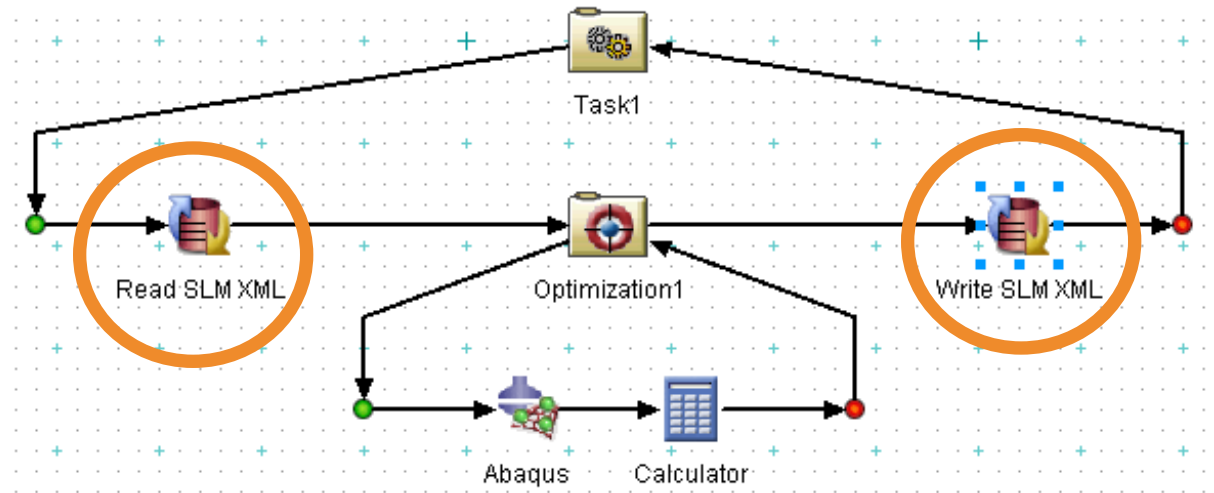 Task1
Read SLM XML
Optimization1
Write SLM XML
Abaqus
Calculator